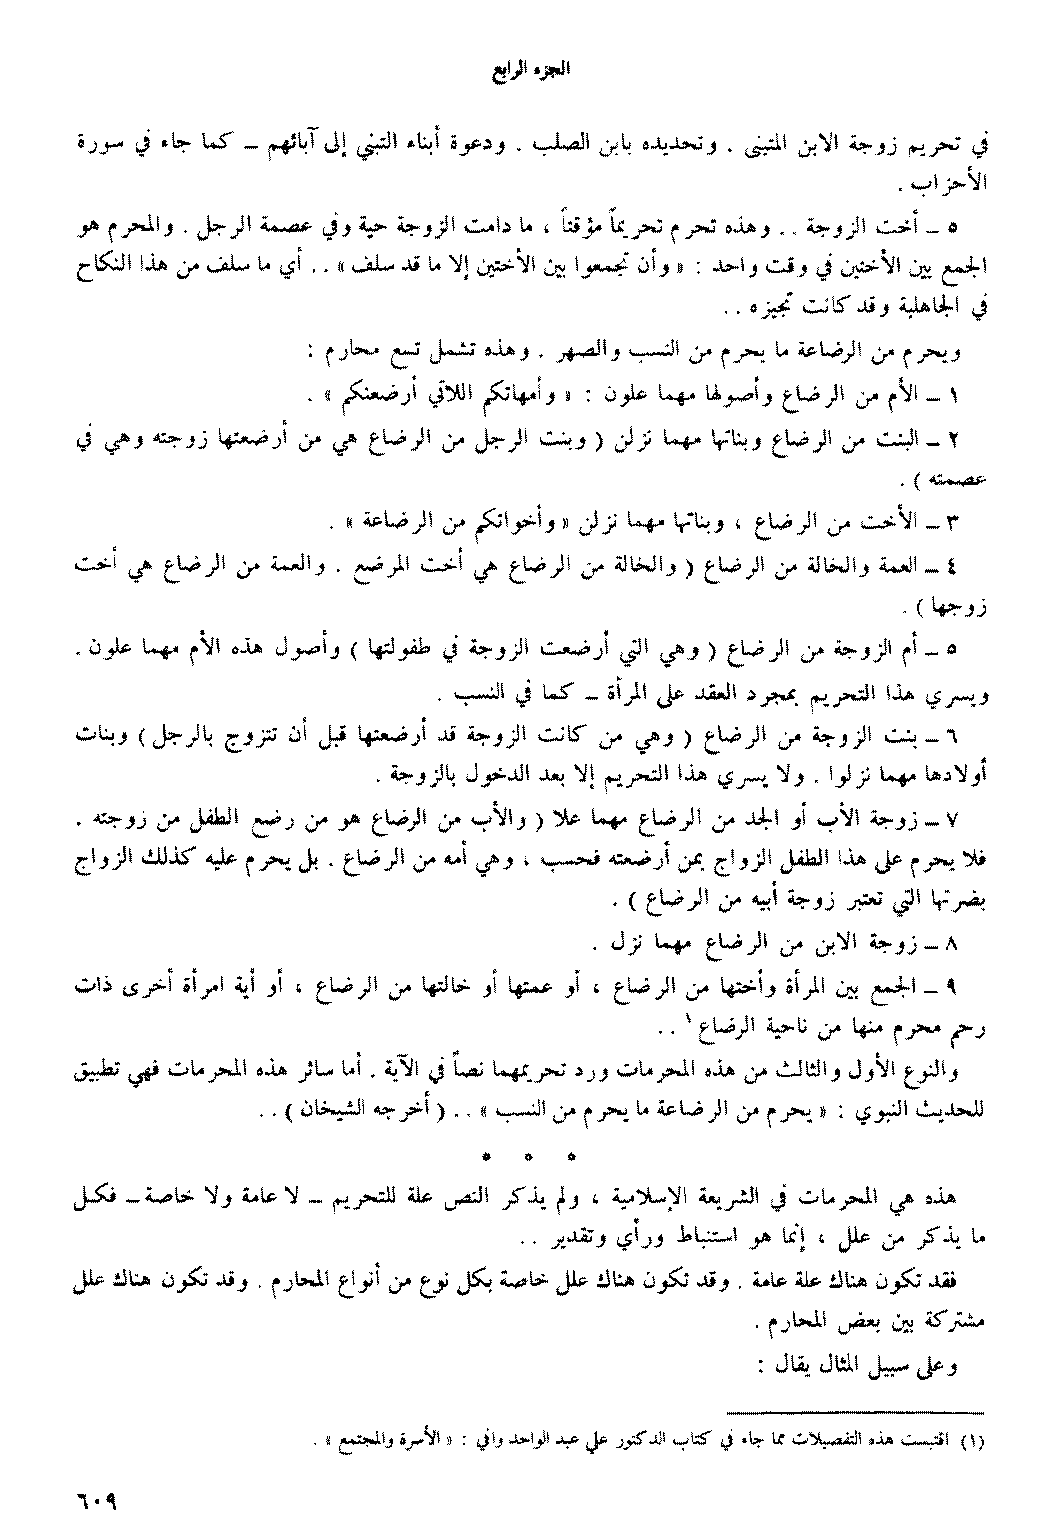 الجزء الرابع
في تحريم زوجة الابن المتبنى . وتحديده بابن الصلب . ودعوة أبناء التبني إلى آبائهم – كما جاء في سورة
الأحزاب .
٥ – أخت الزوجة . . وهذه تحرم تحريماً مؤقتاً ، ما دامت الزوجة حية وفي عصمة الرجل . والمحرم هو
الجمع بين الأختين في وقت واحد : « وأن تجمعوا بين الأختين إلا ما قد سلف » . . أي ما سلف من هذا النكاح
في الجاهلية وقد كانت تجيزه . .
ويحرم من الرضاعة ما يحرم من النسب والصهر . وهذه تشمل تسع محارم :
١ – الأم من الرضاع وأصولها مهما علون : « وأمهاتكم اللاتي أرضعنكم » .
٢ – البنت من الرضاع وبناتها مهما نزلن ( وبنت الرجل من الرضاع هي من أرضعتها زوجته وهي في
عصمته ) .
٣ – الأخت من الرضاع ، وبناتها مهما نزلن « وأخواتكم من الرضاعة » .
٤ – العمة والخالة من الرضاع ( والخالة من الرضاع هي أخت المرضع . والعمة من الرضاع هي أخت
زوجها ) .
٥ – أم الزوجة من الرضاع ( وهي التي أرضعت الزوجة في طفولتها ) وأصول هذه الأم مهما علون .
ويسري هذا التحريم بمجرد العقد على المرأة – كما في النسب .
٦ – بنت الزوجة من الرضاع ( وهي من كانت الزوجة قد أرضعتها قبل أن تتزوج بالرجل ) وبنات
أولادها مهما نزلوا . ولا يسري هذا التحريم إلا بعد الدخول بالزوجة .
٧ – زوجة الأب أو الجد من الرضاع مهما علا ( والأب من الرضاع هو من رضع الطفل من زوجته .
فلا يحرم على هذا الطفل الزواج بمن أرضعته فحسب ، وهي أمه من الرضاع . بل يحرم عليه كذلك الزواج
بضرتها التي تعتبر زوجة أبيه من الرضاع ) .
٨ – زوجة الابن من الرضاع مهما نزل .
٩ – الجمع بين المرأة وأختها من الرضاع ، أو عمتها أو خالتها من الرضاع ، أو أية امرأة أخرى ذات
رحم محرم منها من ناحية الرضاع ١ . .
والنوع الأول والثالث من هذه المحرمات ورد تحريمهما نصاً في الآية . أما سائر هذه المحرمات فهي تطبيق
للحديث النبوي : « يحرم من الرضاعة ما يحرم من النسب » . . ( أخرجه الشيخان ) . .
* * *
هذه هي المحرمات في الشريعة الإسلامية ، ولم يذكر النص علة للتحريم – لا عامة ولا خاصة – فكل
ما يذكر من علل ، إنما هو استنباط ورأي وتقدير . .
فقد تكون هناك علة عامة . وقد تكون هناك علل خاصة بكل نوع من أنواع المحارم . وقد تكون هناك علل
مشتركة بين بعض المحارم .
وعلى سبيل المثال يقال :
(١) اقتبست هذه التفصيلات مما جاء في كتاب الدكتور علي عبد الواحد وافي : « الأسرة والمجتمع » .
٦٠٩